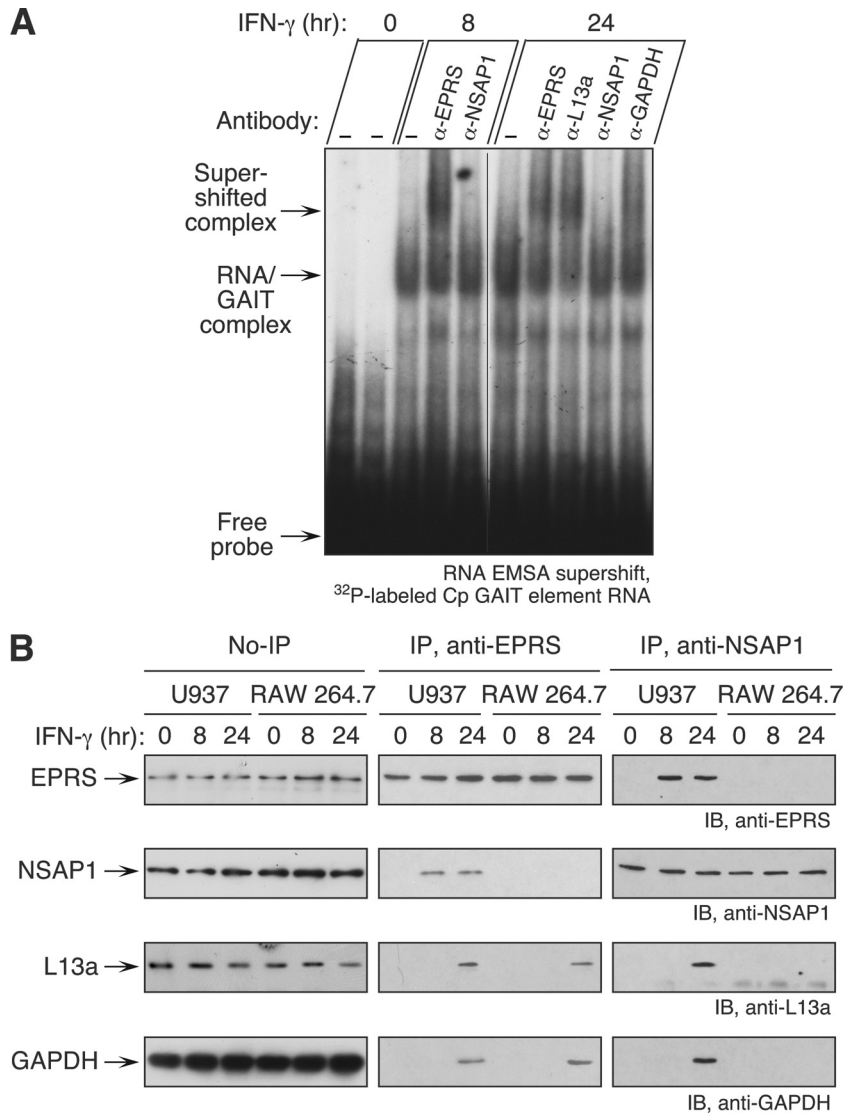 A
IFN-γ (hr): 0 8 24
Antibody: – – – α-EPRS α-NSAP1 – α-EPRS α-L13a α-NSAP1 α-GAPDH
Super-
shifted
complex
RNA/
GAIT
complex
Free
probe
RNA EMSA supershift,
³²P-labeled Cp GAIT element RNA
B
No-IP IP, anti-EPRS IP, anti-NSAP1
U937 RAW 264.7 U937 RAW 264.7 U937 RAW 264.7
IFN-γ (hr): 0 8 24 0 8 24 0 8 24 0 8 24 0 8 24 0 8 24
EPRS
IB, anti-EPRS
NSAP1
IB, anti-NSAP1
L13a
IB, anti-L13a
GAPDH
IB, anti-GAPDH